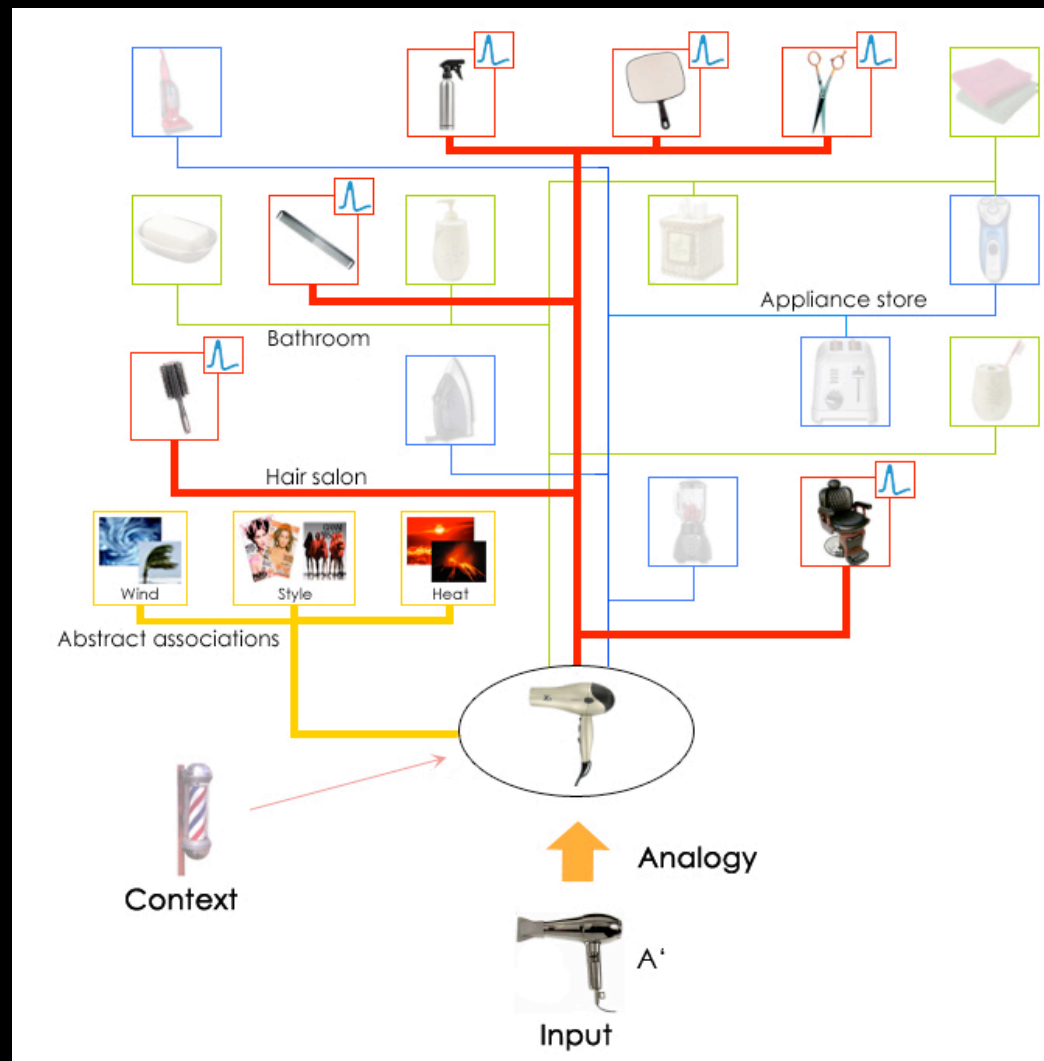 Appliance store
Bathroom
Hair salon
Wind
Style
Heat
Abstract associations
Analogy
Context
A‘
Input